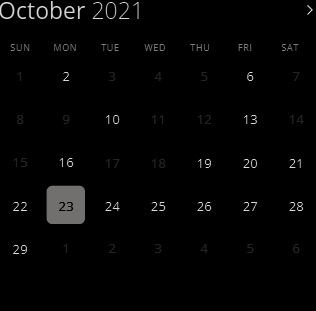 October 2021
SUN MON TUE WED THU FRI SAT
1 2 3 4 5 6 7
8 9 10 11 12 13 14
15 16 17 18 19 20 21
22 23 24 25 26 27 28
29 1 2 3 4 5 6